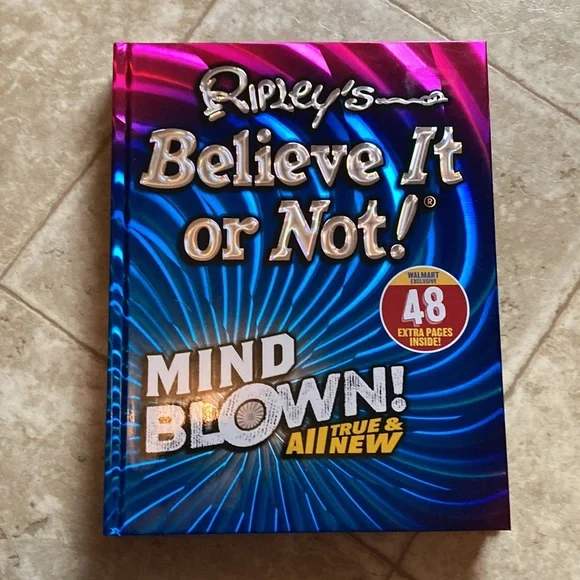 RIPLEY'S
Believe It
or Not!®
WALMART
EXCLUSIVE
48
EXTRA PAGES
INSIDE!
MIND
BLOWN!
All TRUE &
NEW